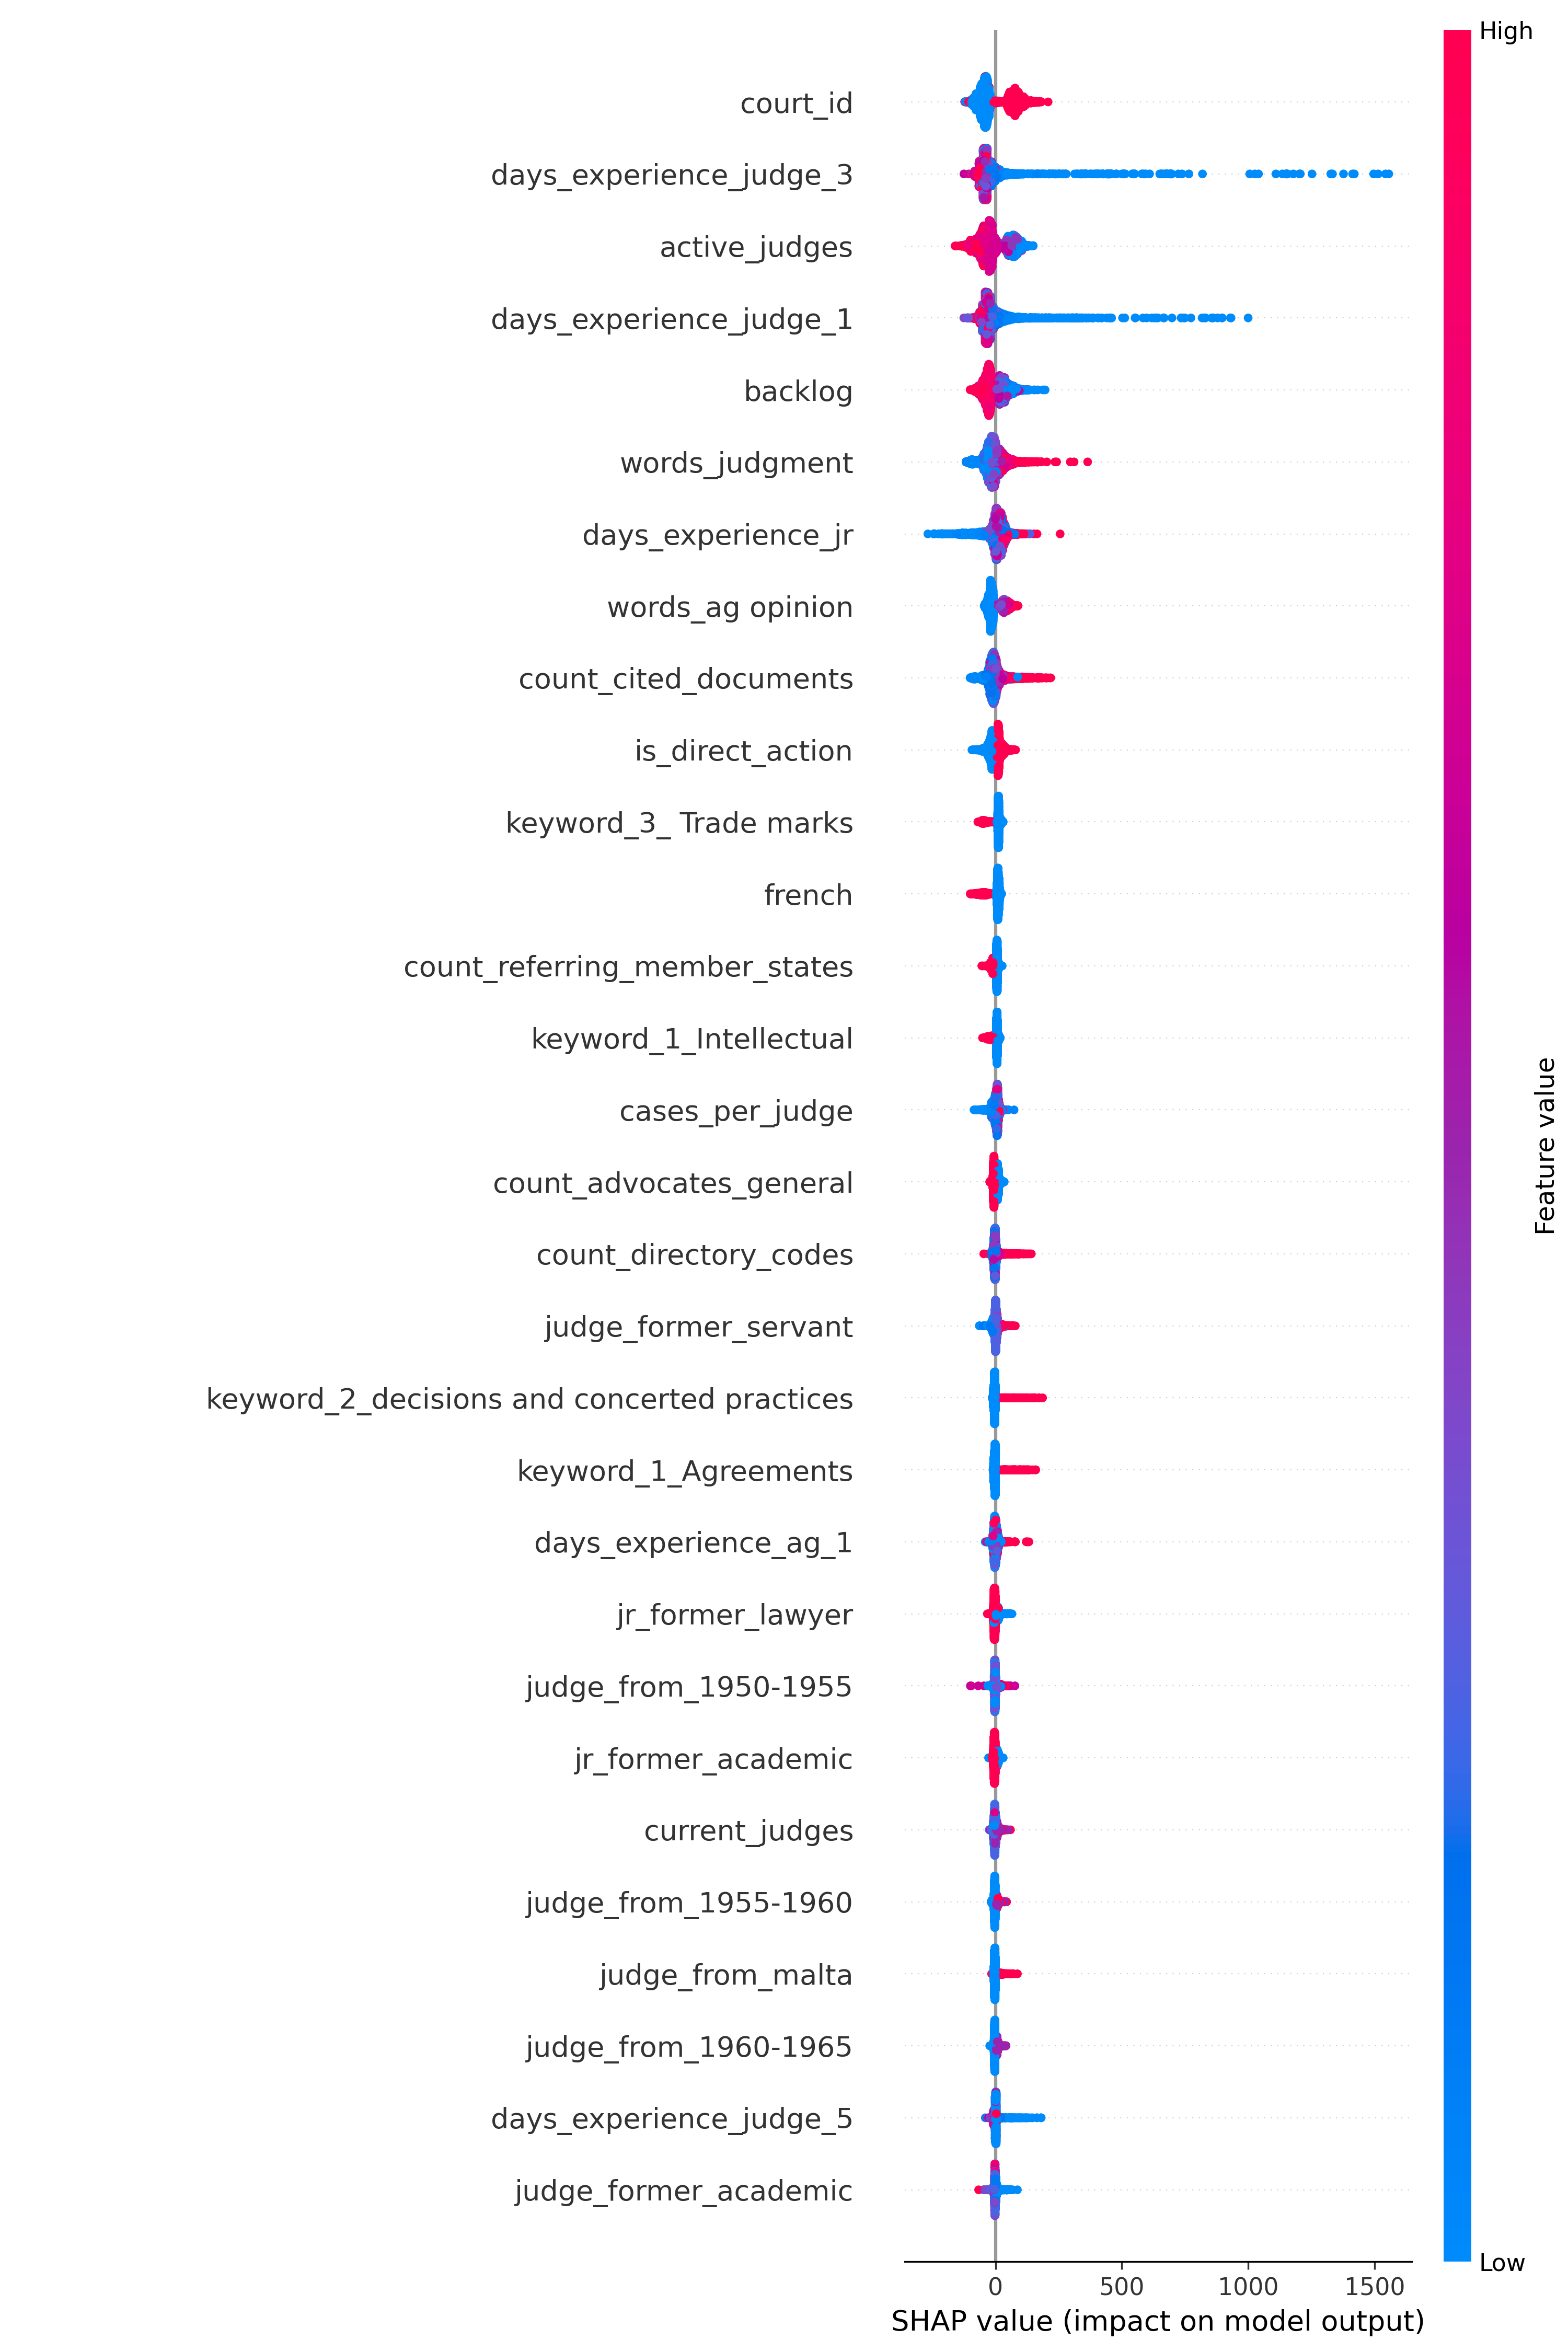 High
court_id
days_experience_judge_3
active_judges
days_experience_judge_1
backlog
words_judgment
days_experience_jr
words_ag opinion
count_cited_documents
is_direct_action
keyword_3_ Trade marks
french
count_referring_member_states
keyword_1_Intellectual
cases_per_judge
count_advocates_general
count_directory_codes
judge_former_servant
keyword_2_decisions and concerted practices
keyword_1_Agreements
days_experience_ag_1
jr_former_lawyer
judge_from_1950-1955
jr_former_academic
current_judges
judge_from_1955-1960
judge_from_malta
judge_from_1960-1965
days_experience_judge_5
judge_former_academic
Feature value
Low
0 500 1000 1500
SHAP value (impact on model output)